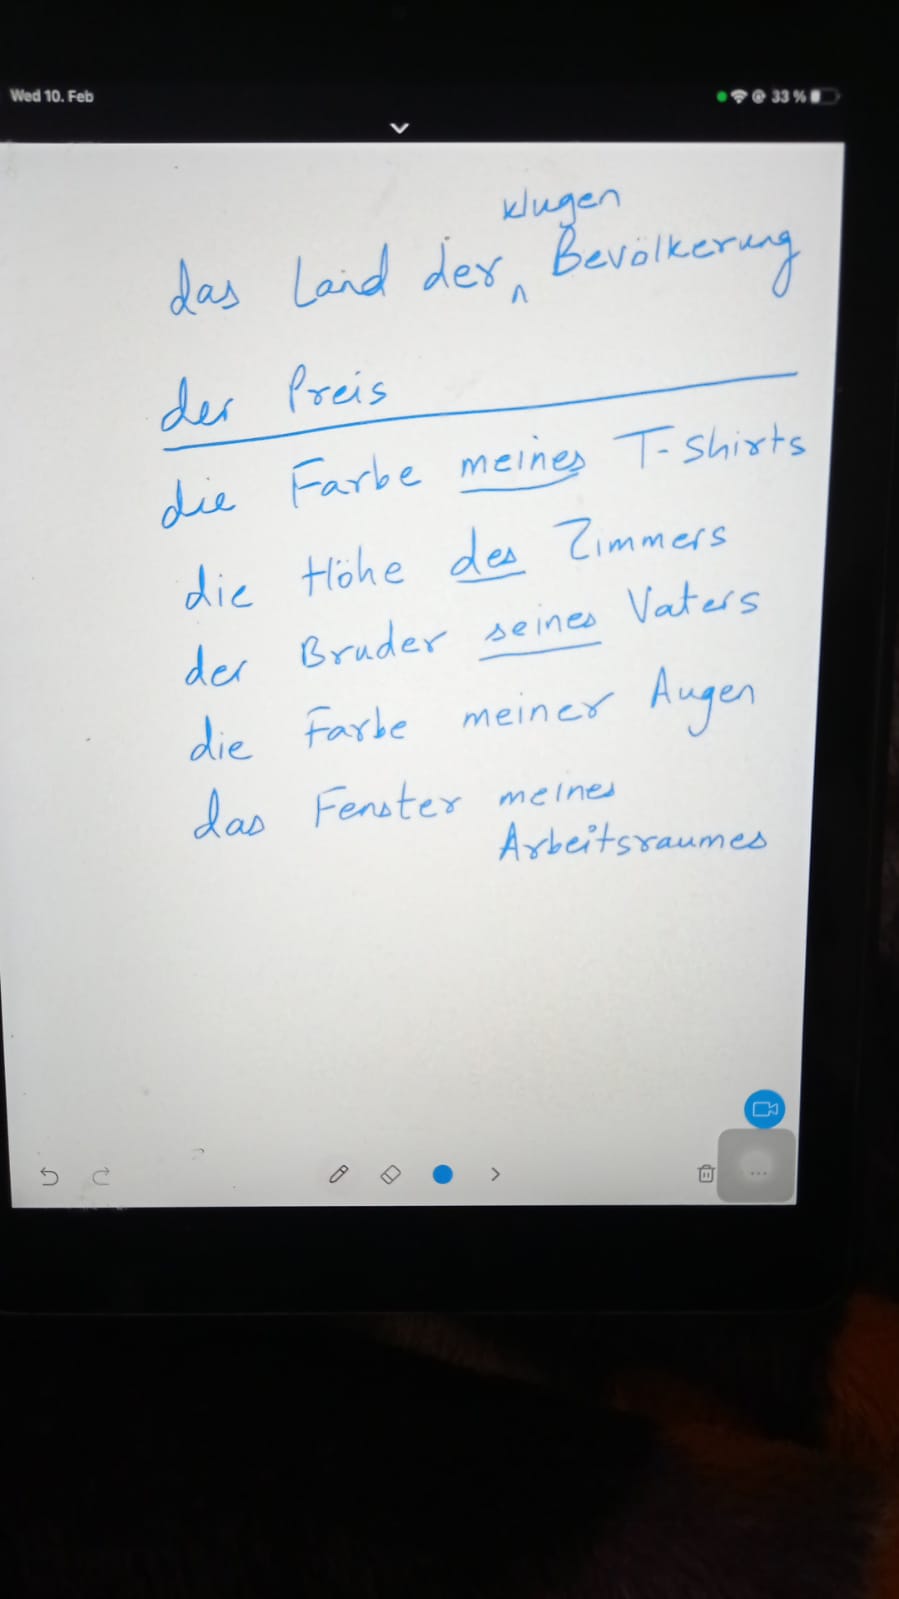 Wed 10. Feb
33 %
klugen
das Land der ^ Bevölkerung
der Preis
die Farbe meines T-Shirts
die Höhe des Zimmers
der Bruder seines Vaters
die Farbe meiner Augen
das Fenster meines
Arbeitsraumes